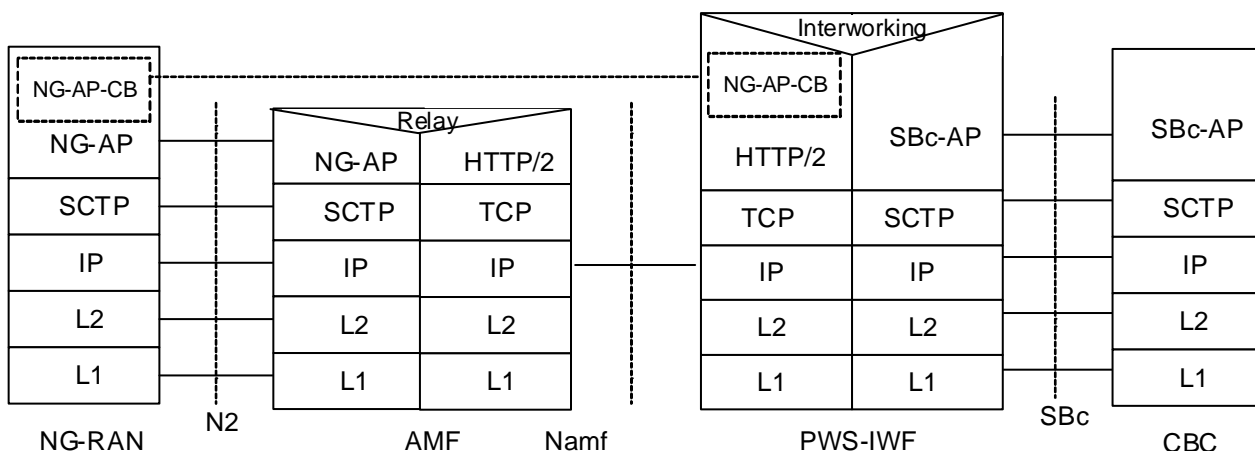 Interworking
NG-AP-CB
NG-AP
SCTP
IP
L2
L1
NG-RAN
N2
Relay
NG-AP
HTTP/2
SCTP
TCP
IP
IP
L2
L2
L1
L1
AMF
Namf
NG-AP-CB
HTTP/2
SBc-AP
TCP
SCTP
IP
IP
L2
L2
L1
L1
PWS-IWF
SBc
SBc-AP
SCTP
IP
L2
L1
CBC